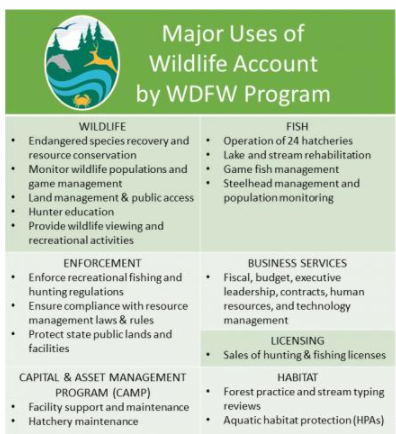 Major Uses of
Wildlife Account
by WDFW Program
WILDLIFE
• Endangered species recovery and
resource conservation
• Monitor wildlife populations and
game management
• Land management & public access
• Hunter education
• Provide wildlife viewing and
recreational activities
FISH
• Operation of 24 hatcheries
• Lake and stream rehabilitation
• Game fish management
• Steelhead management and
population monitoring
ENFORCEMENT
• Enforce recreational fishing and
hunting regulations
• Ensure compliance with resource
management laws & rules
• Protect state public lands and
facilities
BUSINESS SERVICES
• Fiscal, budget, executive
leadership, contracts, human
resources, and technology
management
LICENSING
• Sales of hunting & fishing licenses
CAPITAL & ASSET MANAGEMENT
PROGRAM (CAMP)
• Facility support and maintenance
• Hatchery maintenance
HABITAT
• Forest practice and stream typing
reviews
• Aquatic habitat protection (HPAs)